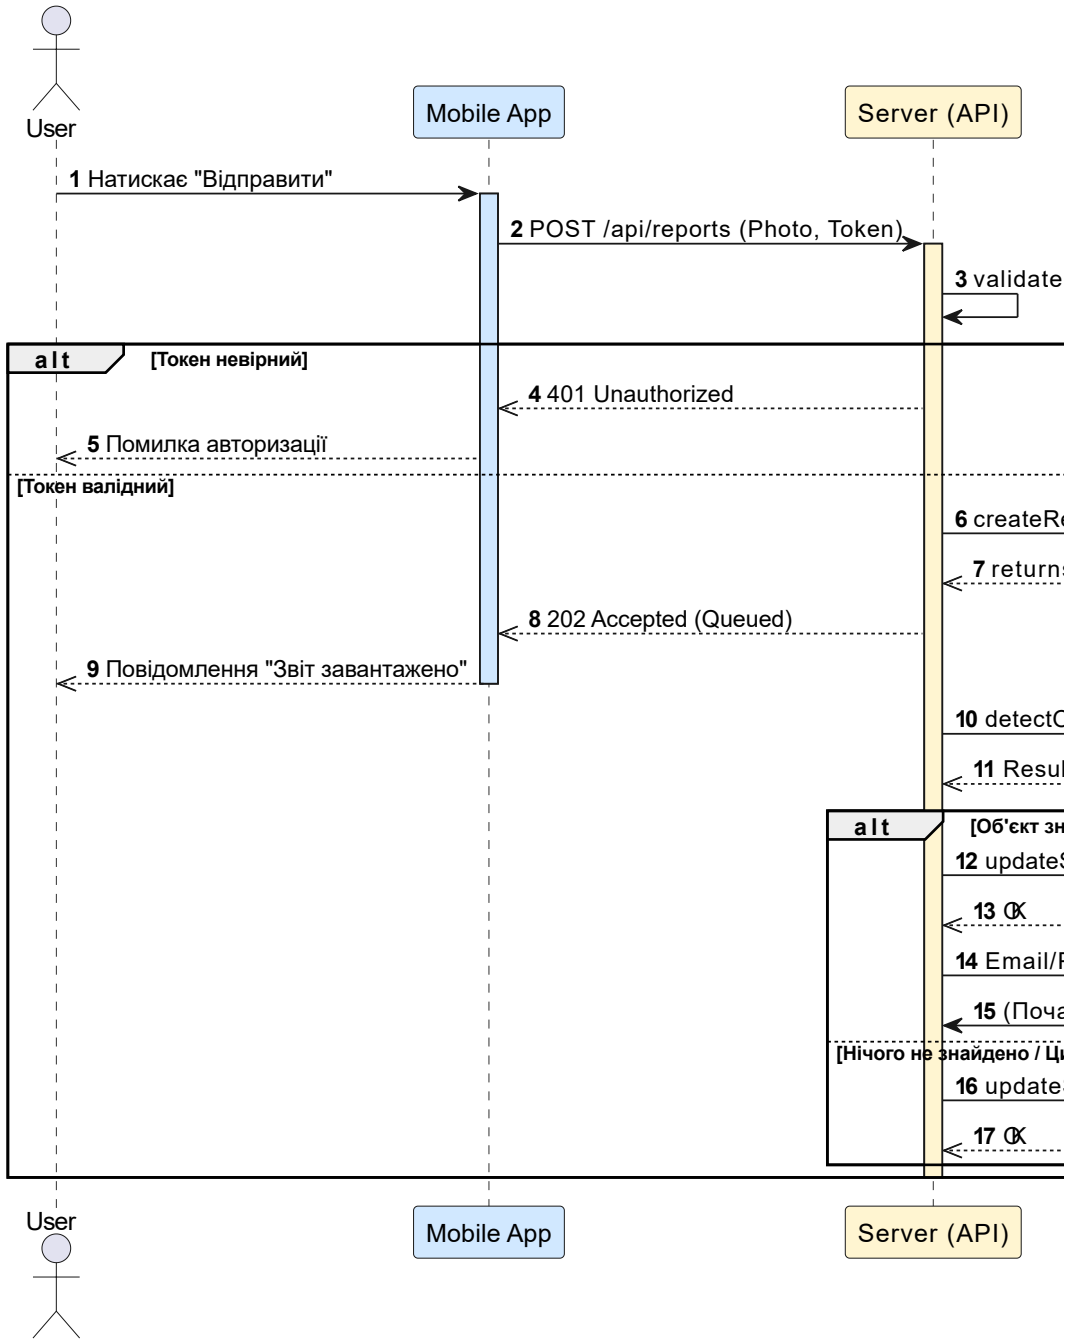 User
Mobile App
Server (API)
1 Натискає "Відправити"
2 POST /api/reports (Photo, Token)
3 validate
alt [Токен невірний]
4 401 Unauthorized
5 Помилка авторизації
[Токен валідний]
6 createRe
7 returns
8 202 Accepted (Queued)
9 Повідомлення "Звіт завантажено"
10 detect
11 Resul
alt [Об'єкт зн
12 update
13 OK
14 Email/
15 (Поча
[Нічого не знайдено / Ци
16 update
17 OK
User
Mobile App
Server (API)